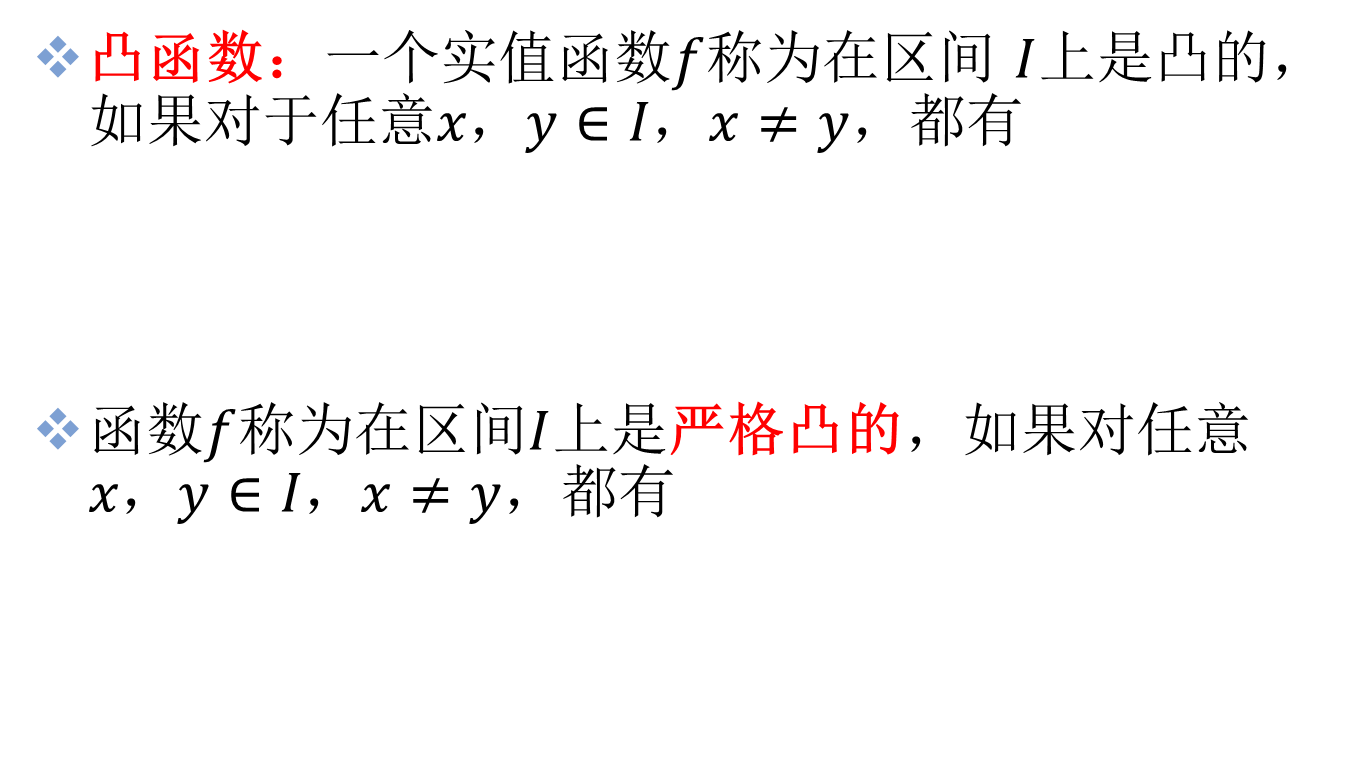 ❖凸函数：一个实值函数f称为在区间 I上是凸的，
如果对于任意x，y ∈ I，x ≠ y，都有
❖函数f称为在区间I上是严格凸的，如果对任意
x，y ∈ I，x ≠ y，都有